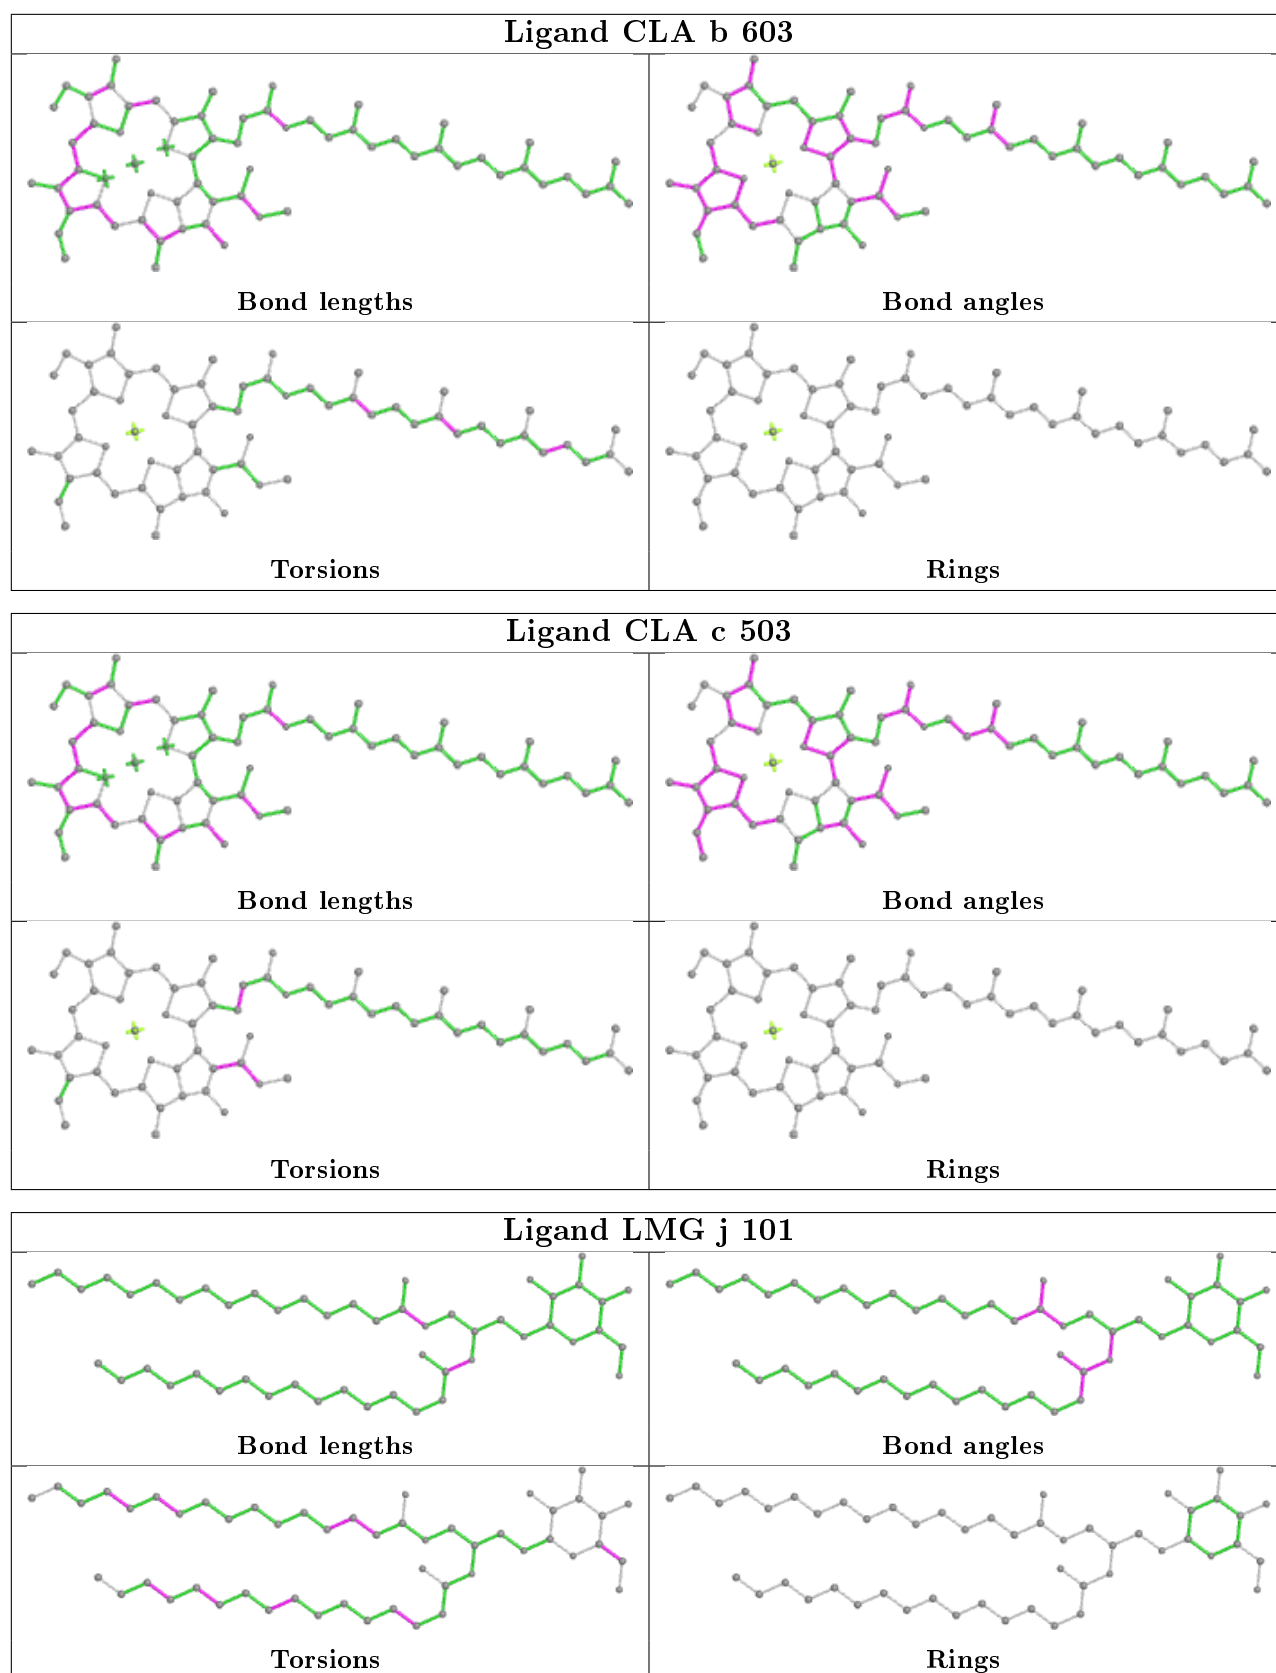 Ligand CLA b 603
Bond lengths
Bond angles
Torsions
Rings
Ligand CLA c 503
Bond lengths
Bond angles
Torsions
Rings
Ligand LMG j 101
Bond lengths
Bond angles
Torsions
Rings